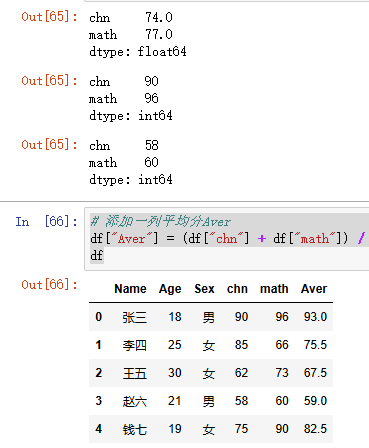 Out[65]: chn 74.0
math 77.0
dtype: float64
Out[65]: chn 90
math 96
dtype: int64
Out[65]: chn 58
math 60
dtype: int64
In [66]: # 添加一列平均分Aver
df["Aver"] = (df["chn"] + df["math"]) /
df
Out[66]:
Name Age Sex chn math Aver
0 张三 18 男 90 96 93.0
1 李四 25 女 85 66 75.5
2 王五 30 女 62 73 67.5
3 赵六 21 男 58 60 59.0
4 钱七 19 女 75 90 82.5